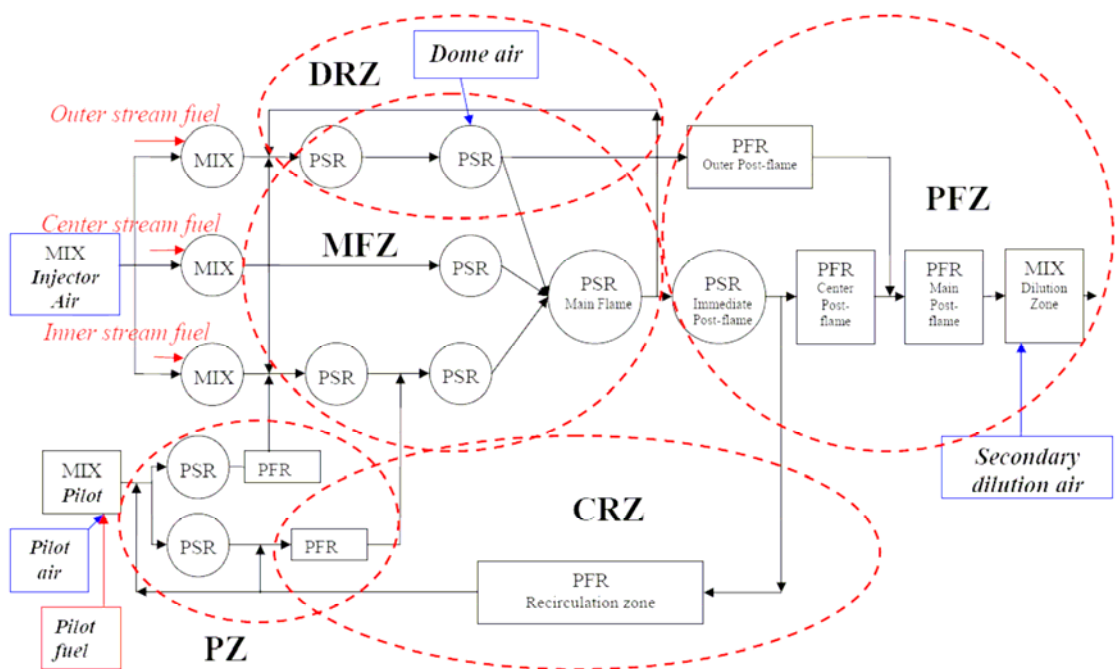 Dome air
DRZ
Outer stream fuel
MIX
PSR
PSR
PFR
Outer Post-flame
PFZ
Center stream fuel
MFZ
MIX
Injector
Air
MIX
PSR
PSR
Main Flame
PSR
Immediate
Post-flame
PFR
Center
Post-
flame
PFR
Main
Post-
flame
MIX
Dilution
Zone
Inner stream fuel
MIX
PSR
PSR
MIX
Pilot
PSR
PFR
Secondary
dilution air
CRZ
Pilot
air
PSR
PFR
PFR
Recirculation zone
Pilot
fuel
PZ